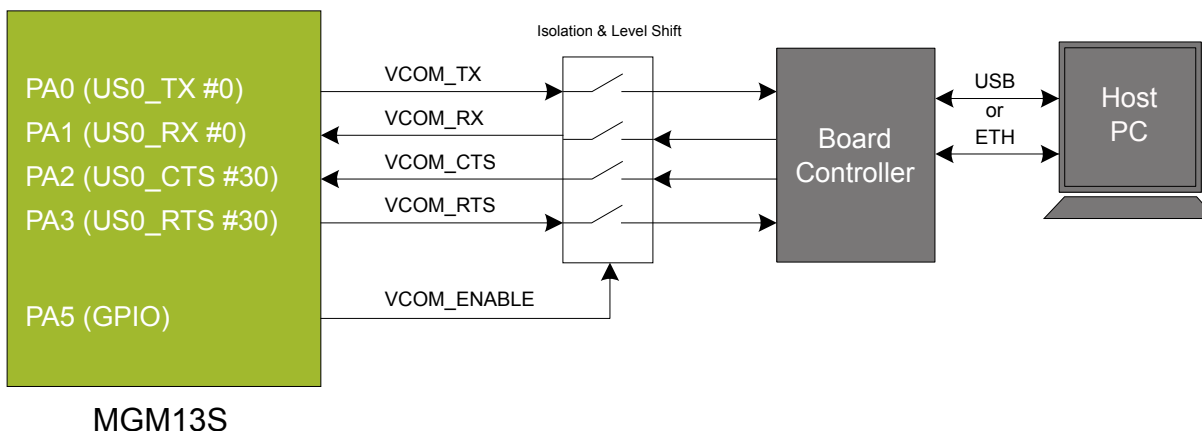 Isolation & Level Shift
PA0 (US0_TX #0)
VCOM_TX
PA1 (US0_RX #0)
VCOM_RX
PA2 (US0_CTS #30)
VCOM_CTS
PA3 (US0_RTS #30)
VCOM_RTS
PA5 (GPIO)
VCOM_ENABLE
Board
Controller
USB
or
ETH
Host
PC
MGM13S